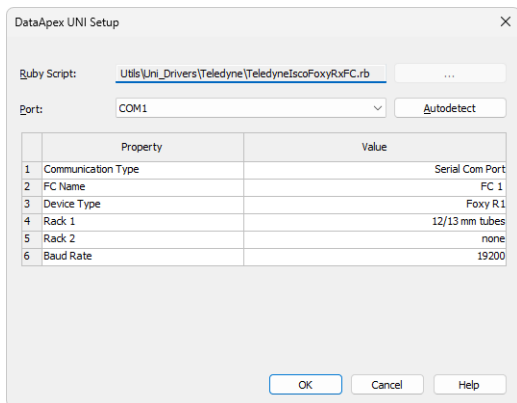 DataApex UNI Setup
Ruby Script: Utils\Uni_Drivers\Teledyne\TeledyneIscoFoxyRxFC.rb ...
Port: COM1 Autodetect
Property Value
1 Communication Type Serial Com Port
2 FC Name FC 1
3 Device Type Foxy R1
4 Rack 1 12/13 mm tubes
5 Rack 2 none
6 Baud Rate 19200
OK Cancel Help